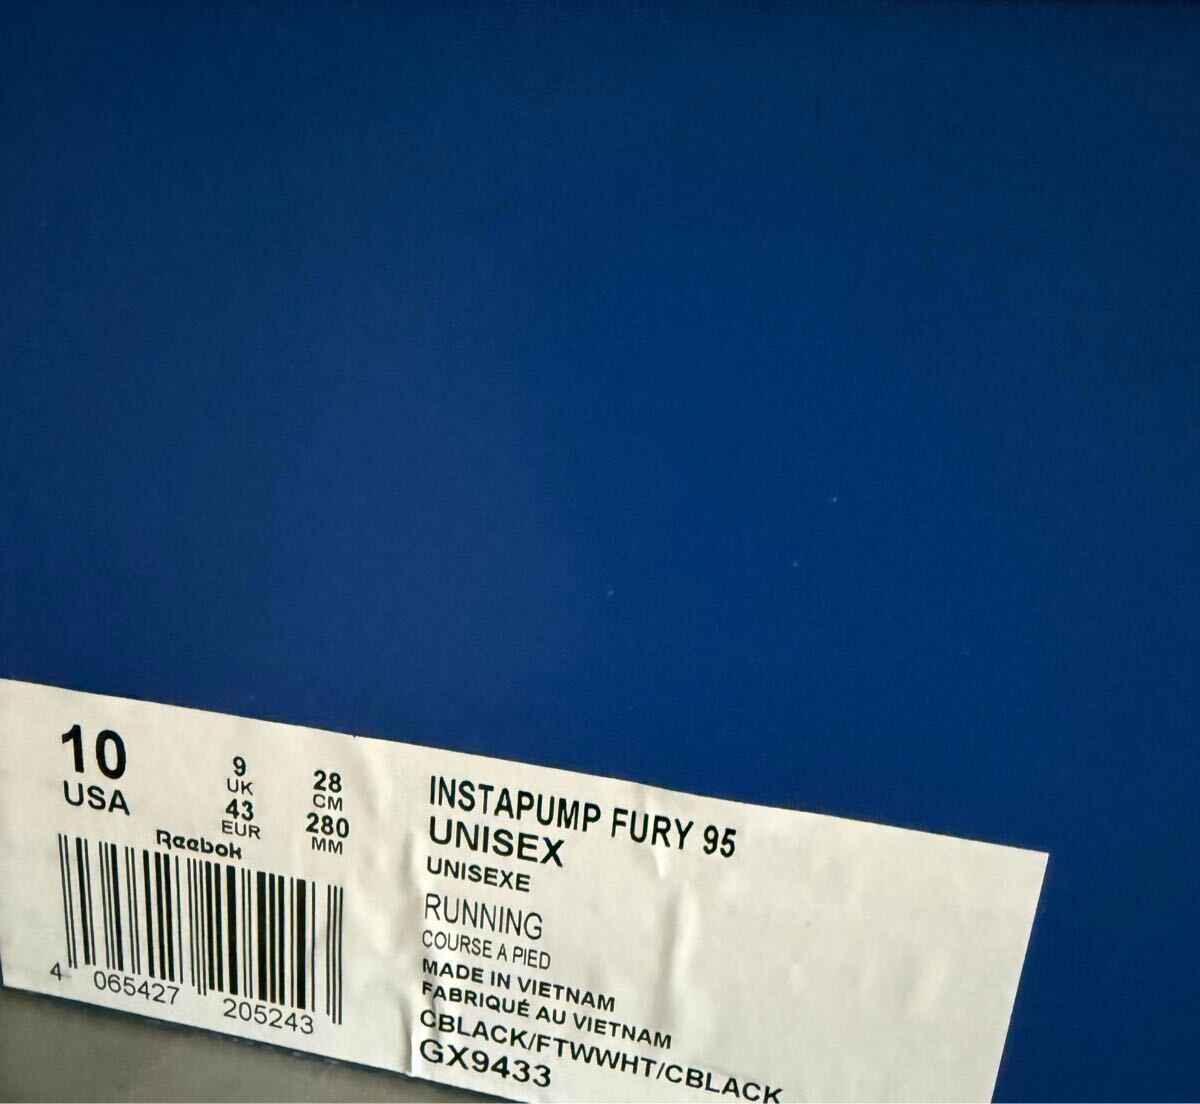 10
USA
9
UK
43
EUR
28
CM
280
MM
Reebok
4 065427 205243
INSTAPUMP FURY 95
UNISEX
UNISEXE
RUNNING
COURSE A PIED
MADE IN VIETNAM
FABRIQUÉ AU VIETNAM
CBLACK/FTWWHT/CBLACK
GX9433